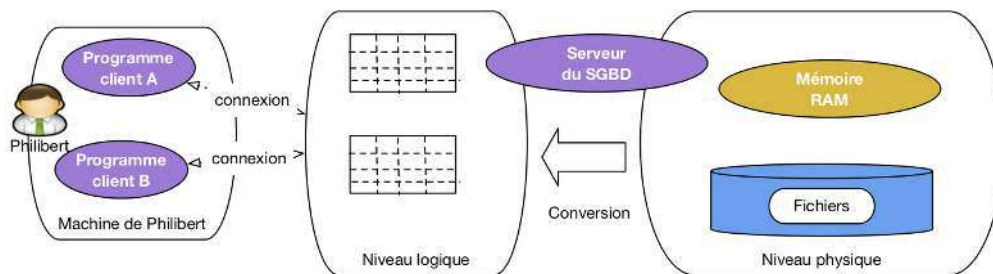 Programme
client A
connexion
Philibert
connexion
Programme
client B
Machine de Philibert
Niveau logique
Serveur
du SGBD
Conversion
Mémoire
RAM
Fichiers
Niveau physique